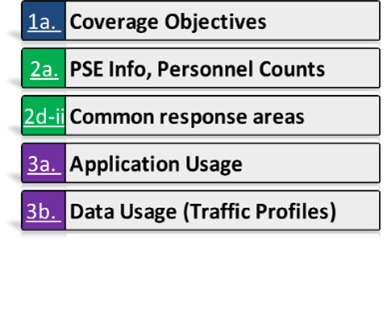 1a. Coverage Objectives
2a. PSE Info, Personnel Counts
2d-ii Common response areas
3a. Application Usage
3b. Data Usage (Traffic Profiles)